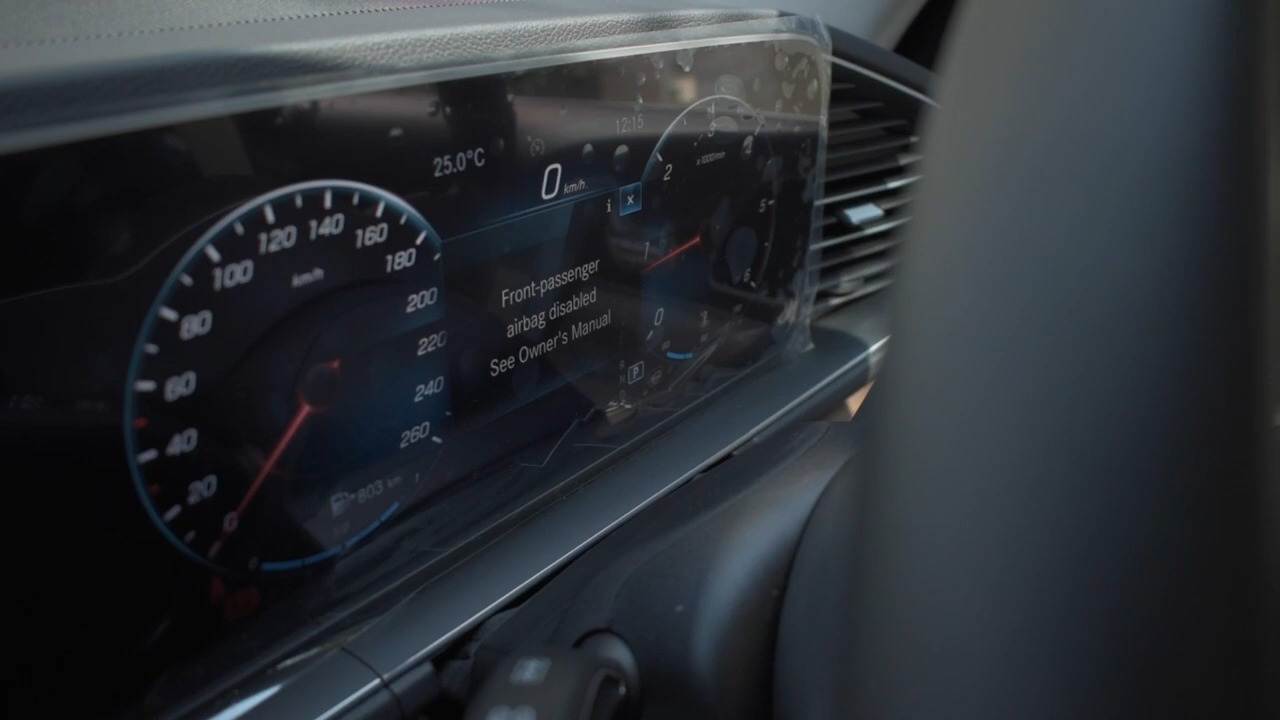 12:15
25.0°C
0 km/h
i ×
Front-passenger
airbag disabled
See Owner's Manual
0
20
40
60
80
100
120
140
160
180
200
220
240
260
km/h
803 km
0
1
2
3
4
5
6
x1000/min
P